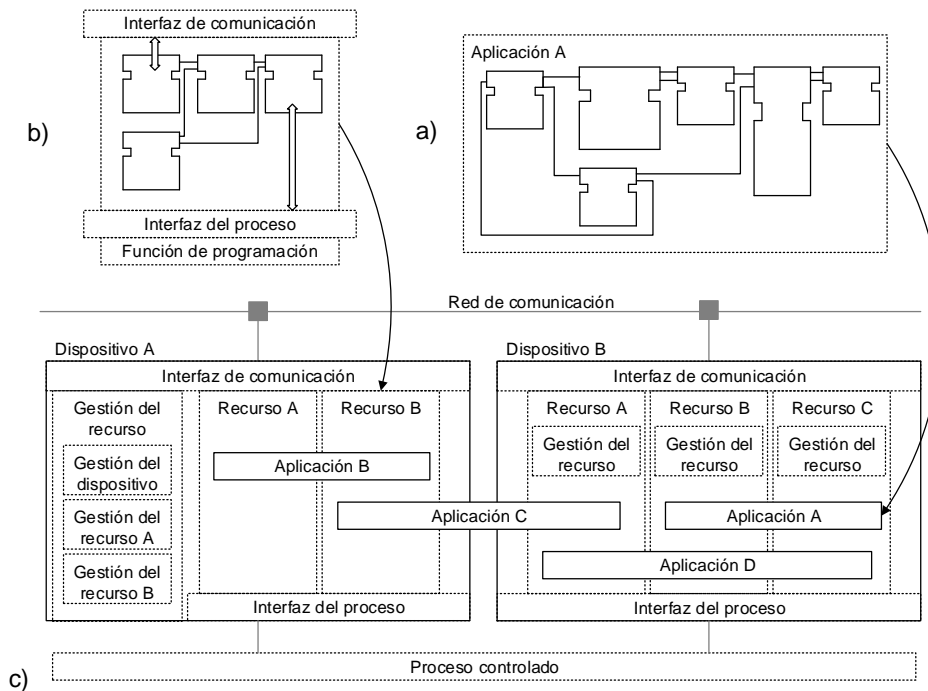 Interfaz de comunicación
b)
Interfaz del proceso
Función de programación
Aplicación A
a)
Red de comunicación
Dispositivo A
Interfaz de comunicación
Gestión del
recurso
Gestión del
dispositivo
Gestión del
recurso A
Gestión del
recurso B
Recurso A
Recurso B
Aplicación B
Aplicación C
Interfaz del proceso
Dispositivo B
Interfaz de comunicación
Recurso A
Recurso B
Recurso C
Gestión del
recurso
Gestión del
recurso
Gestión del
recurso
Aplicación A
Aplicación D
Interfaz del proceso
Proceso controlado
c)